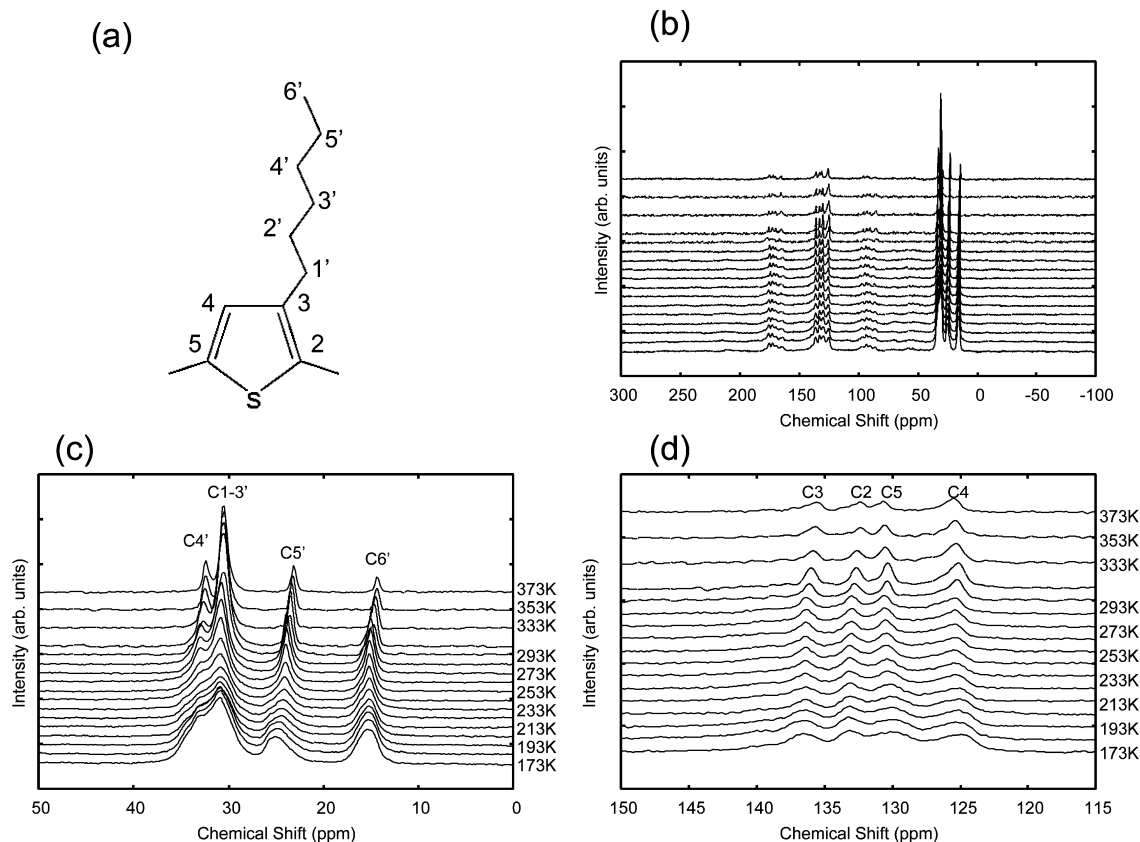 (a)
6’
5’
4’
3’
2’
1’
4
3
5
2
S
(b)
Intensity (arb. units)
300 250 200 150 100 50 0 -50 -100
Chemical Shift (ppm)
(c)
C1-3’
C4’
C5’
C6’
373K
353K
333K
293K
273K
253K
233K
213K
193K
173K
Intensity (arb. units)
50 40 30 20 10 0
Chemical Shift (ppm)
(d)
C3 C2 C5 C4
373K
353K
333K
293K
273K
253K
233K
213K
193K
173K
Intensity (arb. units)
150 145 140 135 130 125 120 115
Chemical Shift (ppm)